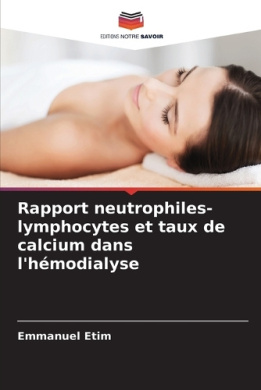 EDITIONS NOTRE SAVOIR
Rapport neutrophiles-
lymphocytes et taux de
calcium dans
l'hémodialyse
Emmanuel Etim